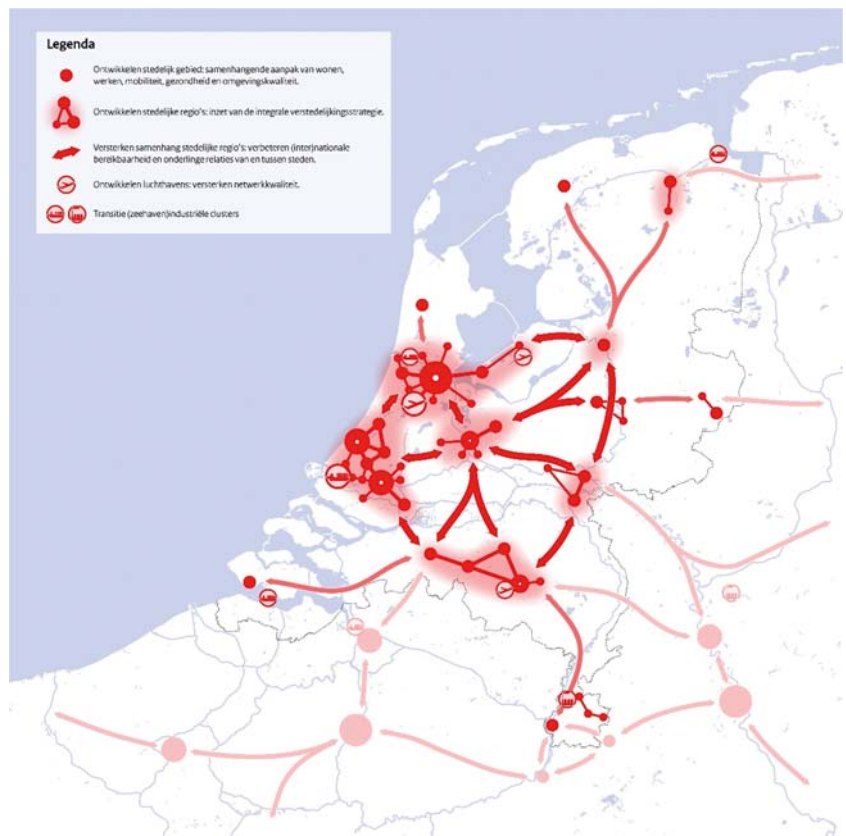 Legenda
Ontwikkelen stedelijk gebied: samenhangende aanpak van wonen,
werken, mobiliteit, gezondheid en omgevingskwaliteit.
Ontwikkelen stedelijke regio's: inzet van de integrale verstedelijkingsstrategie.
Versterken samenhang stedelijke regio's: verbeteren (inter)nationale
bereikbaarheid en onderlinge relaties van en tussen steden.
Ontwikkelen luchthavens: versterken netwerkkwaliteit.
Transitie (zeehaven)industriële clusters